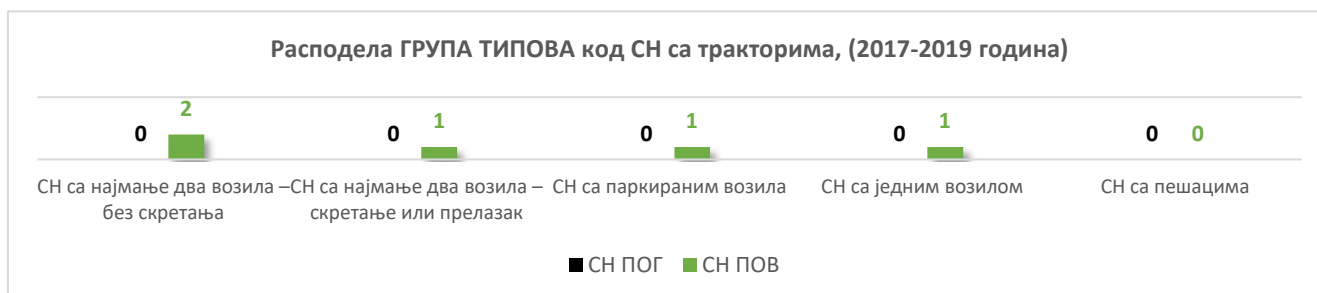 Расподела ГРУПА ТИПОВА код СН са тракторима, (2017-2019 година)
0 2 0 1 0 1 0 1 0 0
СН са најмање два возила –
без скретања
СН са најмање два возила –
скретање или прелазак
СН са паркираним возила
СН са једним возилом
СН са пешацима
СН ПОГ СН ПОВ